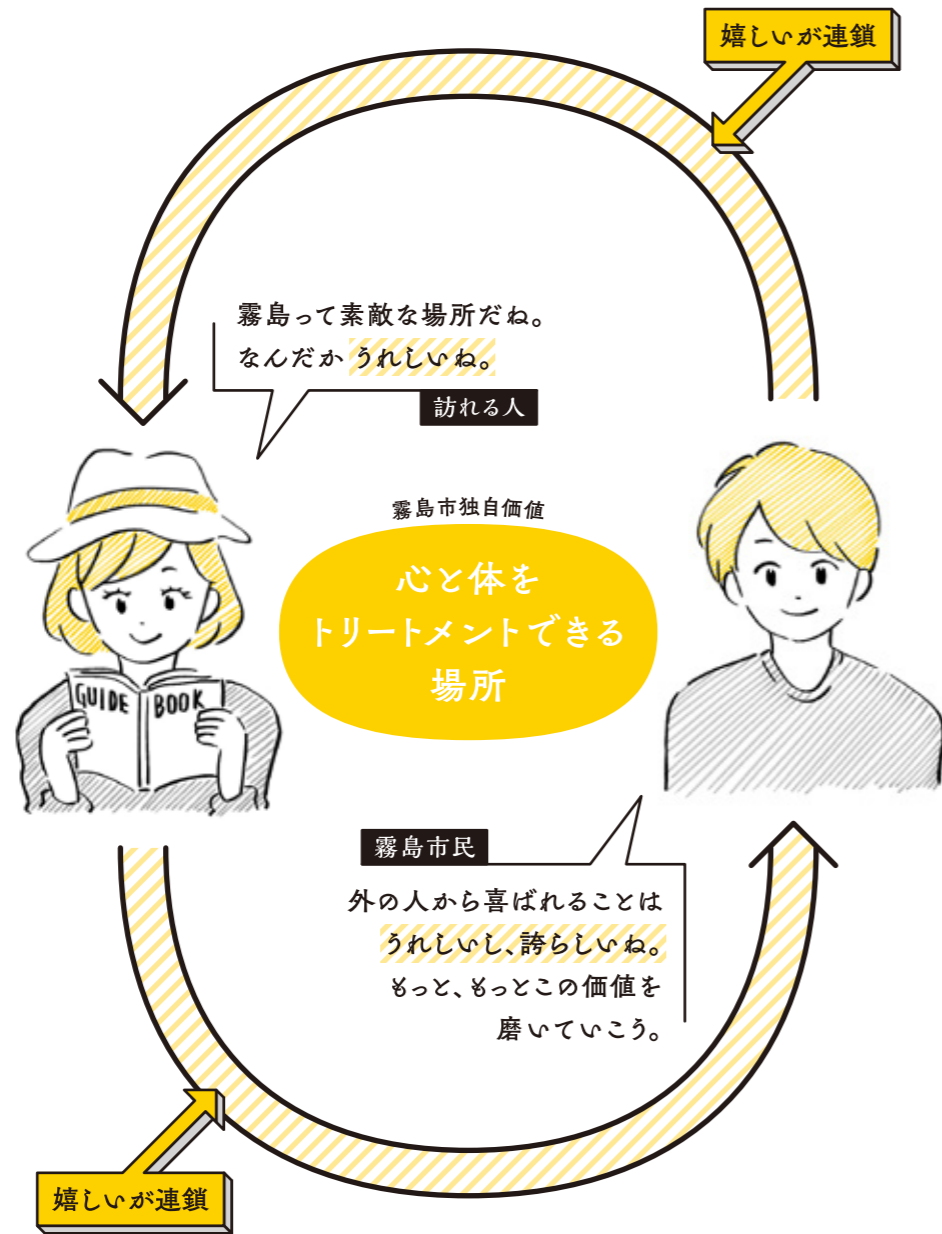 嬉しいが連鎖
霧島って素敵な場所だね。
なんだか うれしいね。
訪れる人
霧島市独自価値
心と体を
トリートメントできる
場所
GUIDE BOOK
霧島市民
外の人から喜ばれることは
うれしいし、誇らしいね。
もっと、もっとこの価値を
磨いていこう。
嬉しいが連鎖